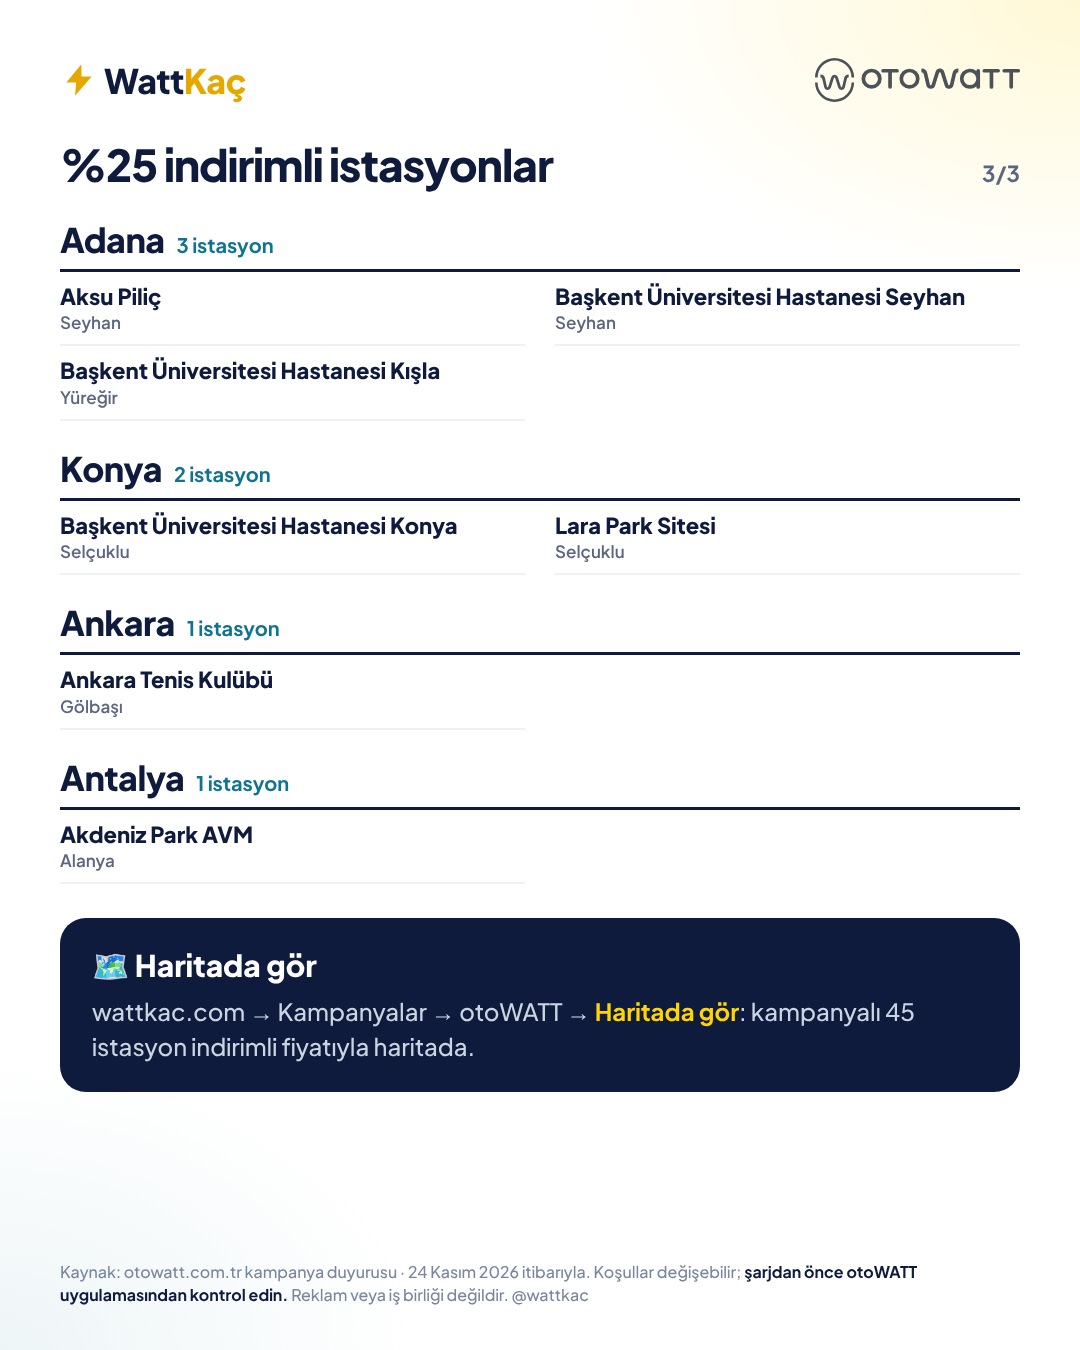 WattKaç
otowatt
%25 indirimli istasyonlar
3/3
Adana 3 istasyon
Aksu Piliç
Seyhan
Başkent Üniversitesi Hastanesi Seyhan
Seyhan
Başkent Üniversitesi Hastanesi Kışla
Yüreğir
Konya 2 istasyon
Başkent Üniversitesi Hastanesi Konya
Selçuklu
Lara Park Sitesi
Selçuklu
Ankara 1 istasyon
Ankara Tenis Kulübü
Gölbaşı
Antalya 1 istasyon
Akdeniz Park AVM
Alanya
🗺️ Haritada gör
wattkac.com → Kampanyalar → otoWATT → Haritada gör: kampanyalı 45
istasyon indirimli fiyatıyla haritada.
Kaynak: otowatt.com.tr kampanya duyurusu · 24 Kasım 2026 itibarıyla. Koşullar değişebilir; şarjdan önce otoWATT
uygulamasından kontrol edin. Reklam veya iş birliği değildir. @wattkac